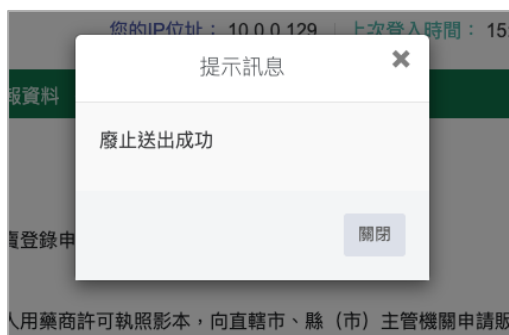 您的IP位址： 10.0.0.129 上次登入時間： 15:
提示訊息
報資料
廢止送出成功
賣登錄申
關閉
人用藥商許可執照影本，向直轄市、縣（市）主管機關申請販